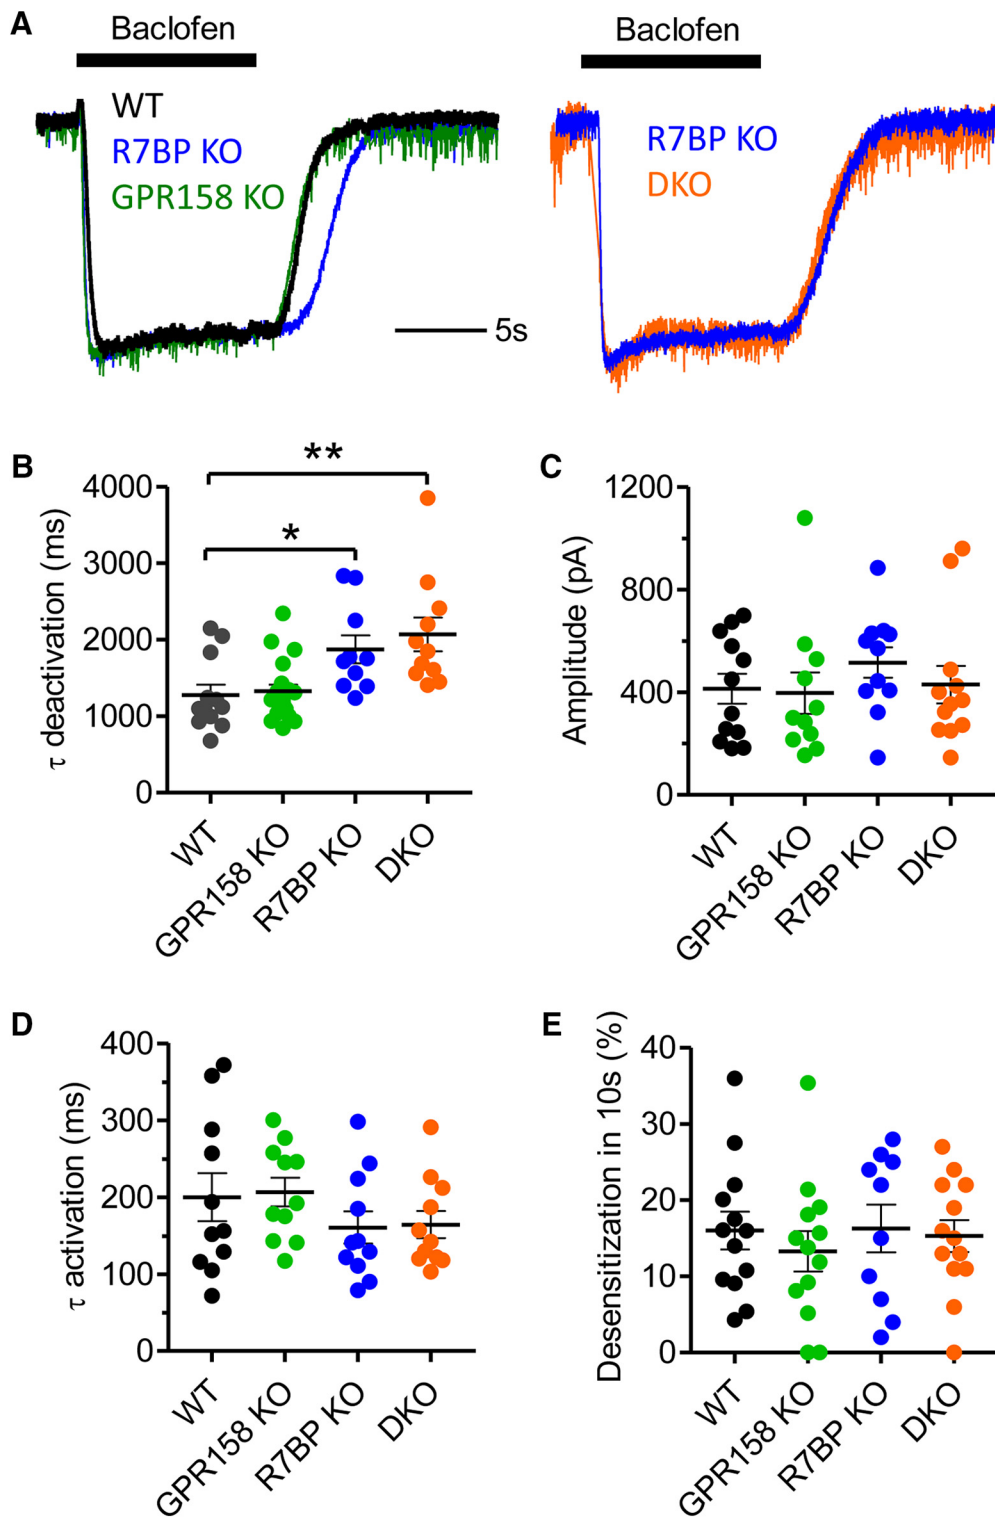 A
Baclofen
Baclofen
WT
R7BP KO
GPR158 KO
R7BP KO
DKO
5s
B
**
*
τ deactivation (ms)
4000
3000
2000
1000
0
WT
GPR158 KO
R7BP KO
DKO
C
Amplitude (pA)
1200
800
400
0
WT
GPR158 KO
R7BP KO
DKO
D
τ activation (ms)
400
300
200
100
0
WT
GPR158 KO
R7BP KO
DKO
E
Desensitization in 10s (%)
40
30
20
10
0
WT
GPR158 KO
R7BP KO
DKO